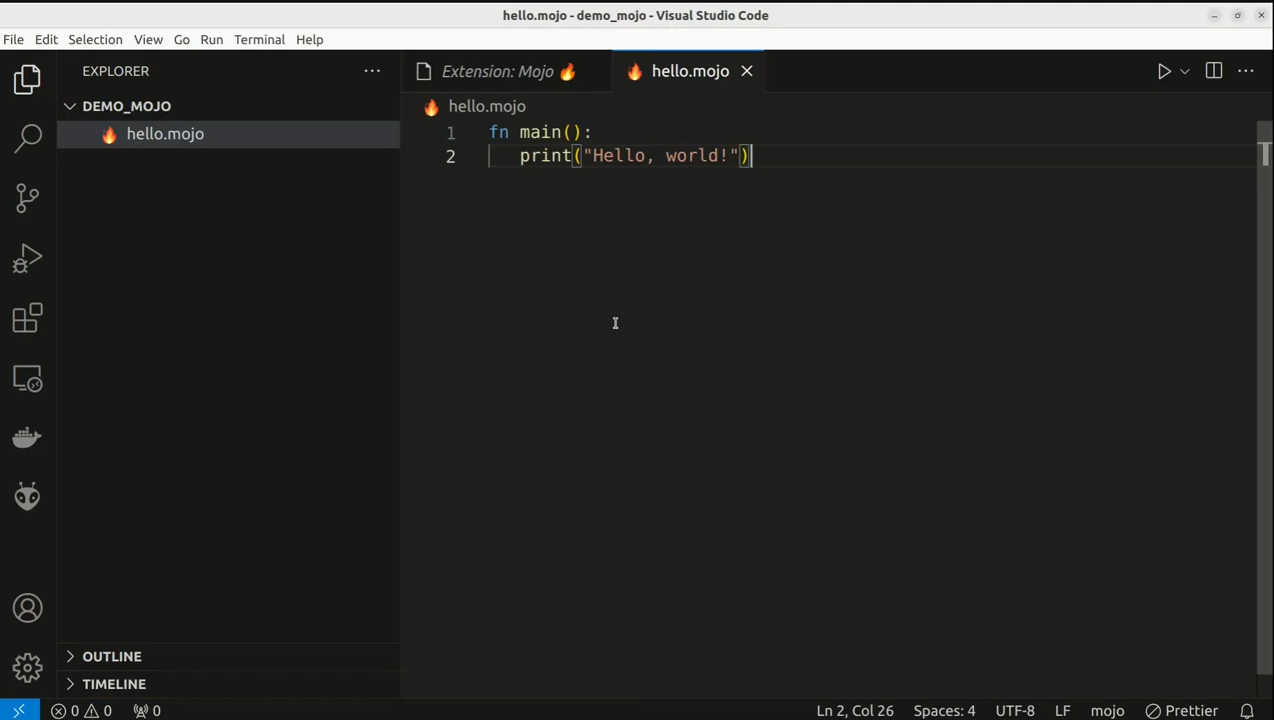 hello.mojo - demo_mojo - Visual Studio Code
File Edit Selection View Go Run Terminal Help
EXPLORER
DEMO_MOJO
hello.mojo
OUTLINE
TIMELINE
Extension: Mojo 🔥
hello.mojo
hello.mojo
1 fn main():
2 print("Hello, world!")
0 0 0 Ln 2, Col 26 Spaces: 4 UTF-8 LF mojo Prettier